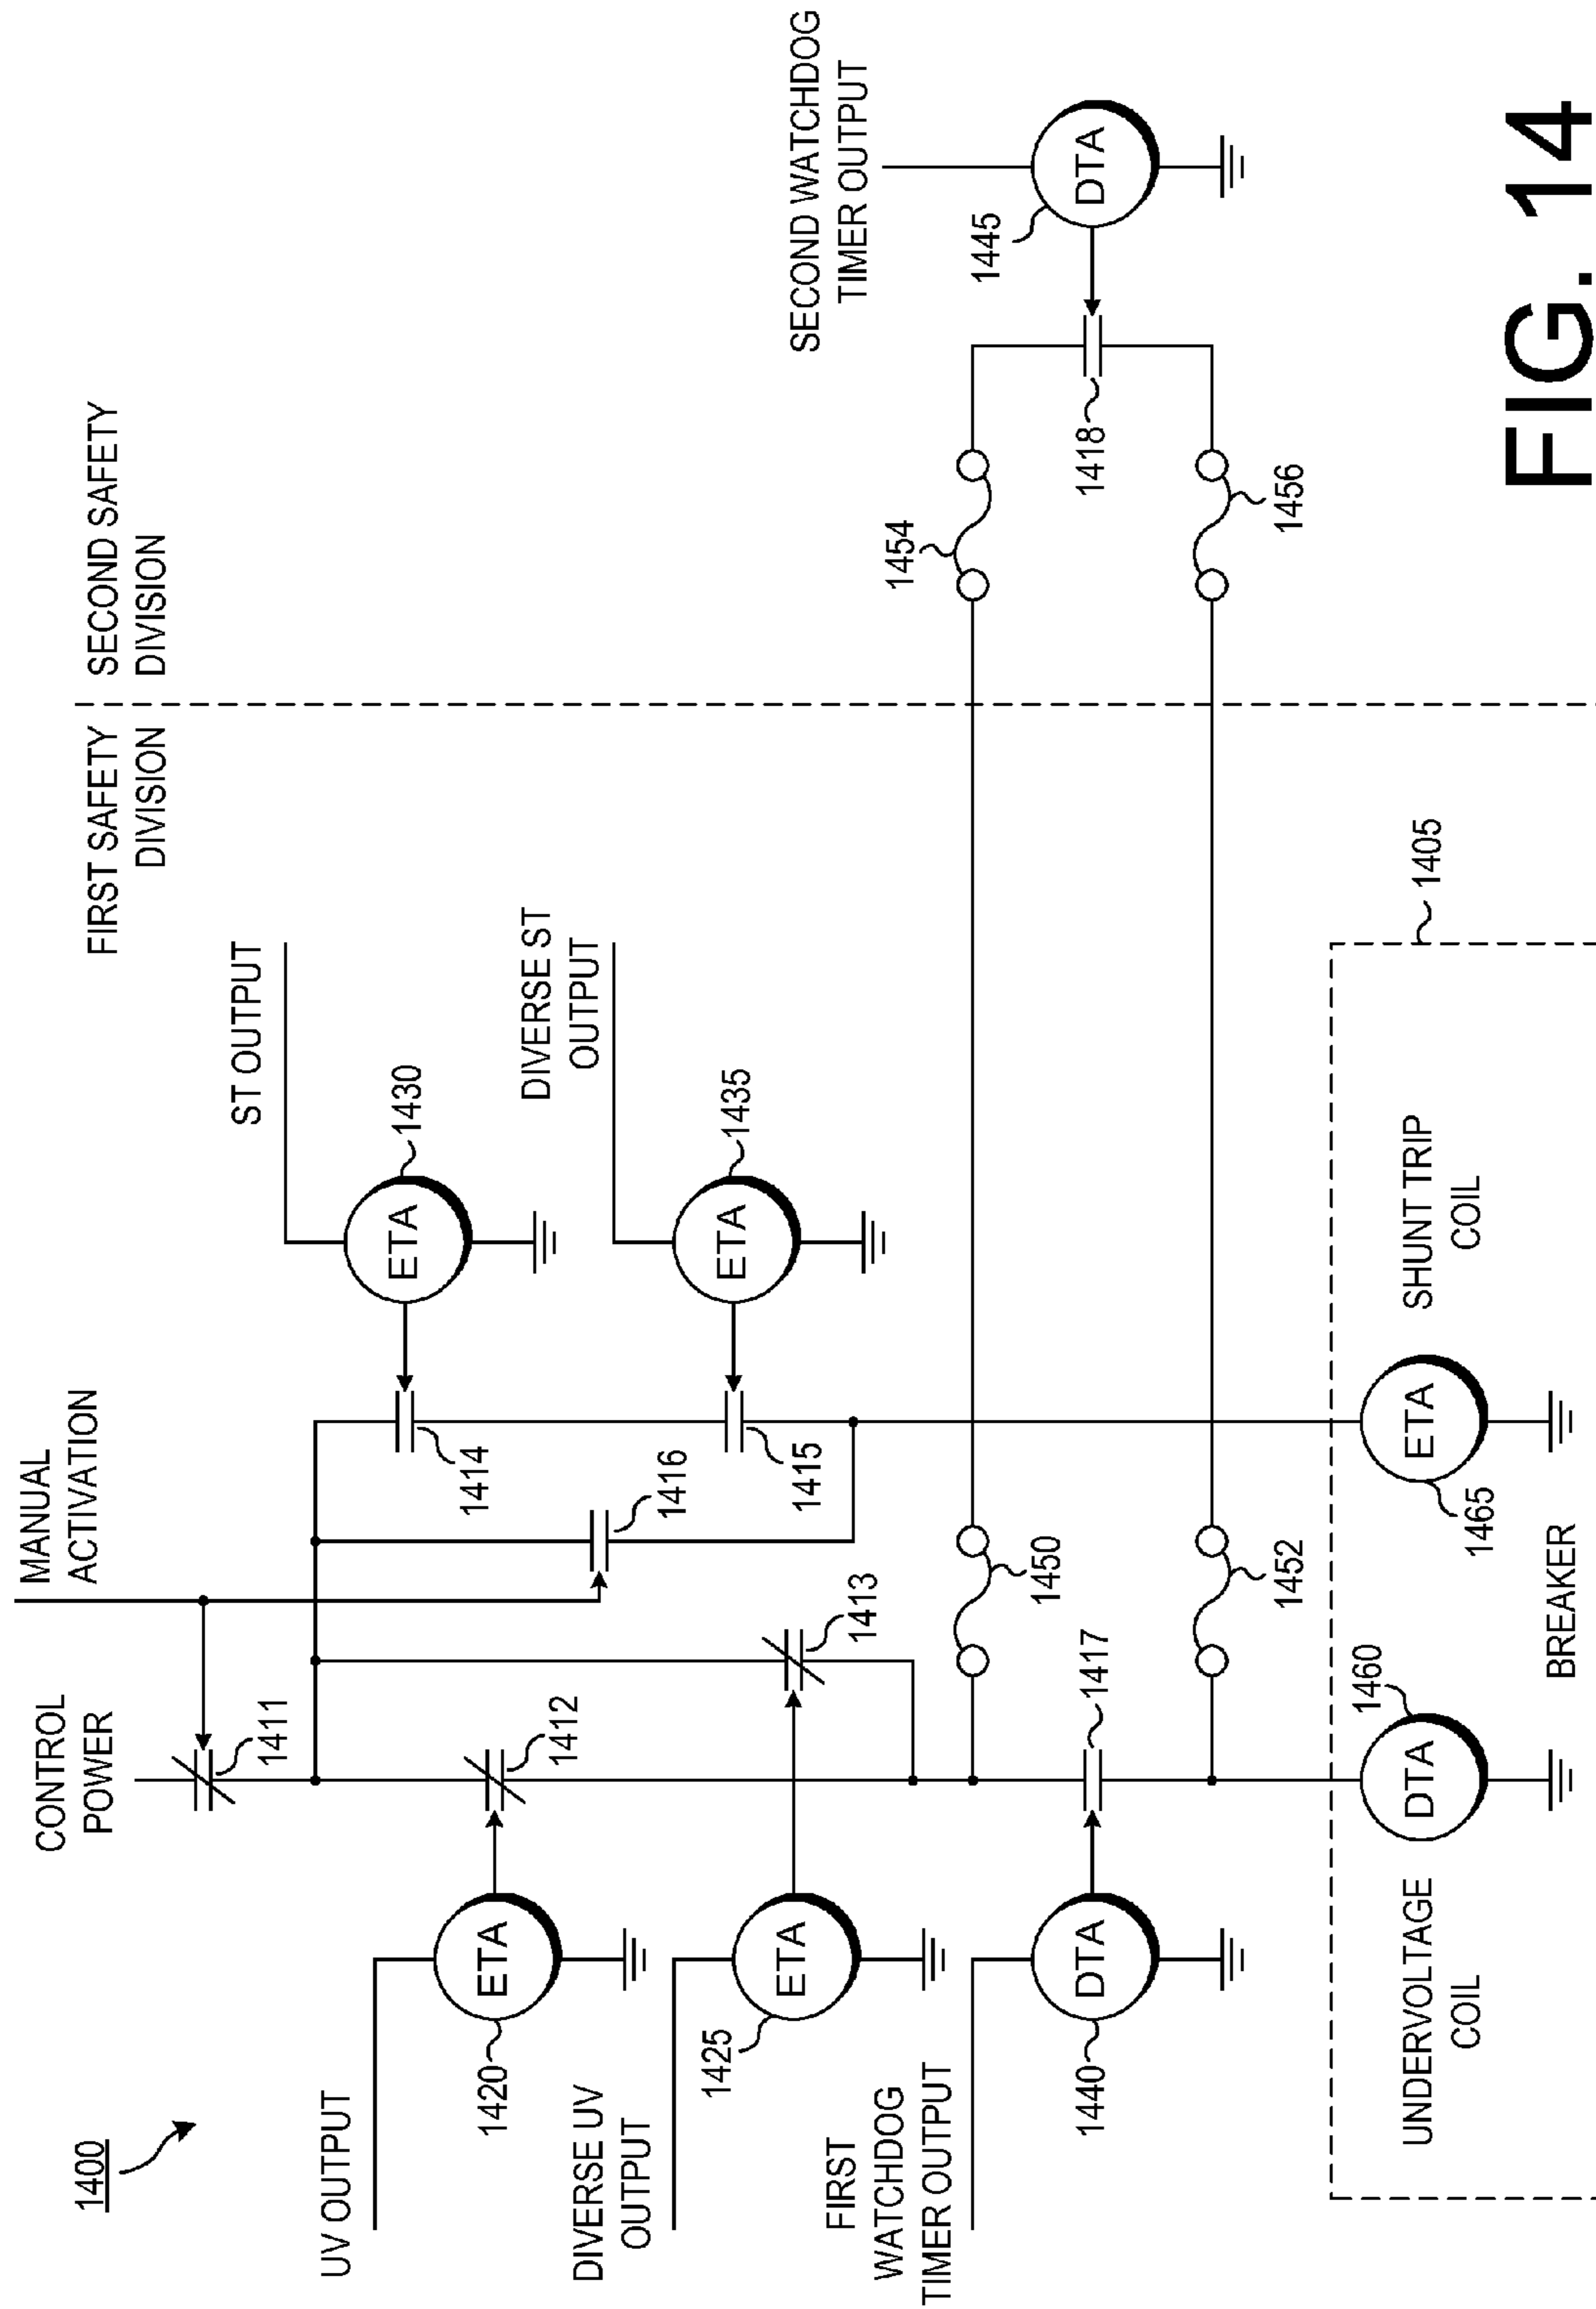 1400
CONTROL
POWER
MANUAL
ACTIVATION
FIRST SAFETY
DIVISION
SECOND SAFETY
DIVISION
1411
UV OUTPUT
ETA
1420
1412
ST OUTPUT
ETA
1430
1414
1416
DIVERSE UV
OUTPUT
ETA
1425
1413
DIVERSE ST
OUTPUT
ETA
1435
1415
FIRST
WATCHDOG
TIMER OUTPUT
DTA
1440
1417
1450
1452
1454
1456
1418
SECOND WATCHDOG
TIMER OUTPUT
1445
DTA
1405
UNDERVOLTAGE
COIL
DTA
1460
BREAKER
ETA
1465
SHUNT TRIP
COIL
FIG. 14